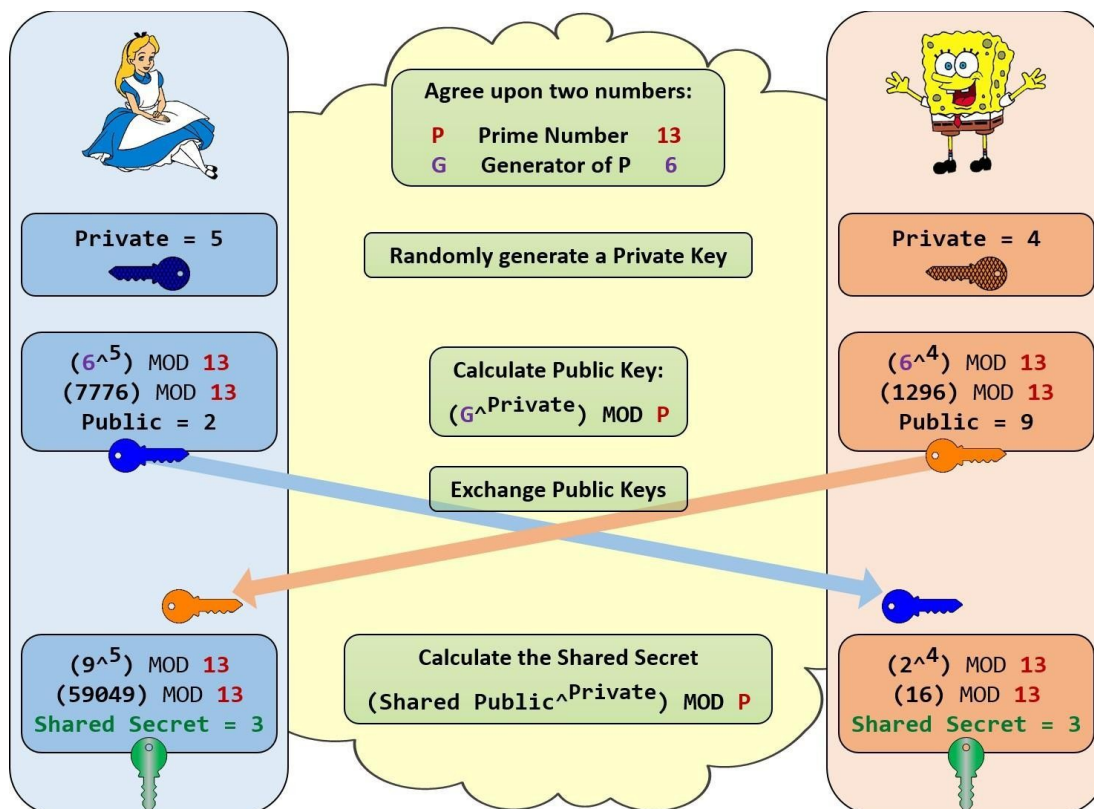 Agree upon two numbers:
P Prime Number 13
G Generator of P 6
Private = 5
Randomly generate a Private Key
Private = 4
(6^5) MOD 13
(7776) MOD 13
Public = 2
Calculate Public Key:
(G^Private) MOD P
(6^4) MOD 13
(1296) MOD 13
Public = 9
Exchange Public Keys
(9^5) MOD 13
(59049) MOD 13
Shared Secret = 3
Calculate the Shared Secret
(Shared Public^Private) MOD P
(2^4) MOD 13
(16) MOD 13
Shared Secret = 3